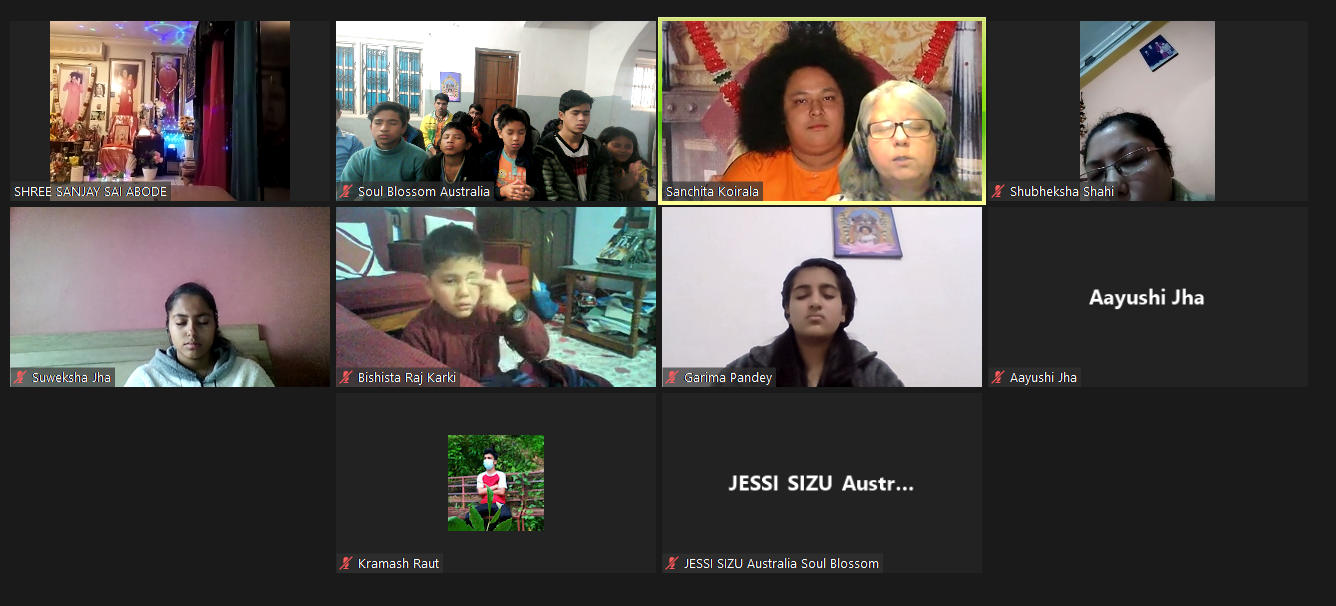 SHREE SANJAY SAI ABODE
Soul Blossom Australia
Sanchita Koirala
Shubheksha Shahi
Suweksha Jha
Bishista Raj Karki
Garima Pandey
Aayushi Jha
Aayushi Jha
Kramash Raut
JESSI SIZU Austr...
JESSI SIZU Australia Soul Blossom